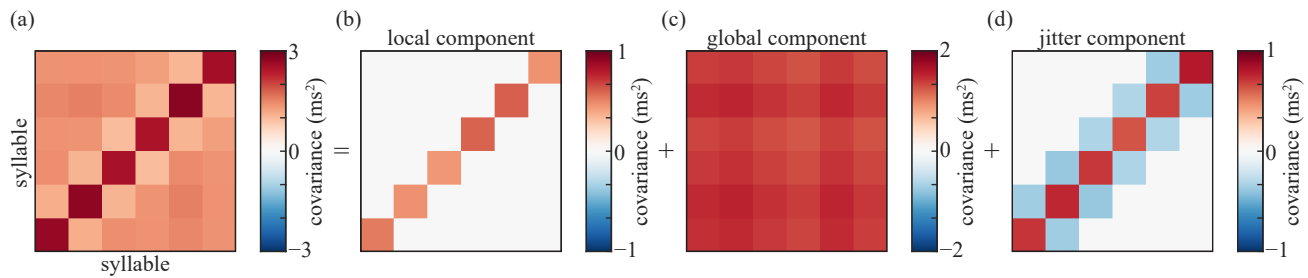 (a)
syllable
syllable
3
2
0
−3
covariance (ms²)
=
(b)
local component
1
0
−1
covariance (ms²)
+
(c)
global component
2
0
−2
covariance (ms²)
+
(d)
jitter component
1
0
−1
covariance (ms²)